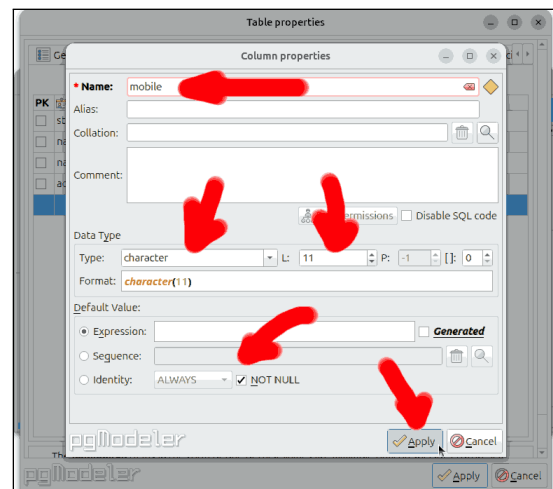 Table properties
Column properties
* Name: mobile
Alias:
Collation:
Comment:
Disable SQL code
Data Type
Type: character L: 11 P: -1 []: 0
Format: character(11)
Default Value:
Expression: Generated
Sequence:
Identity: ALWAYS NOT NULL
pgModeler Apply Cancel
pgModeler Apply Cancel
PK